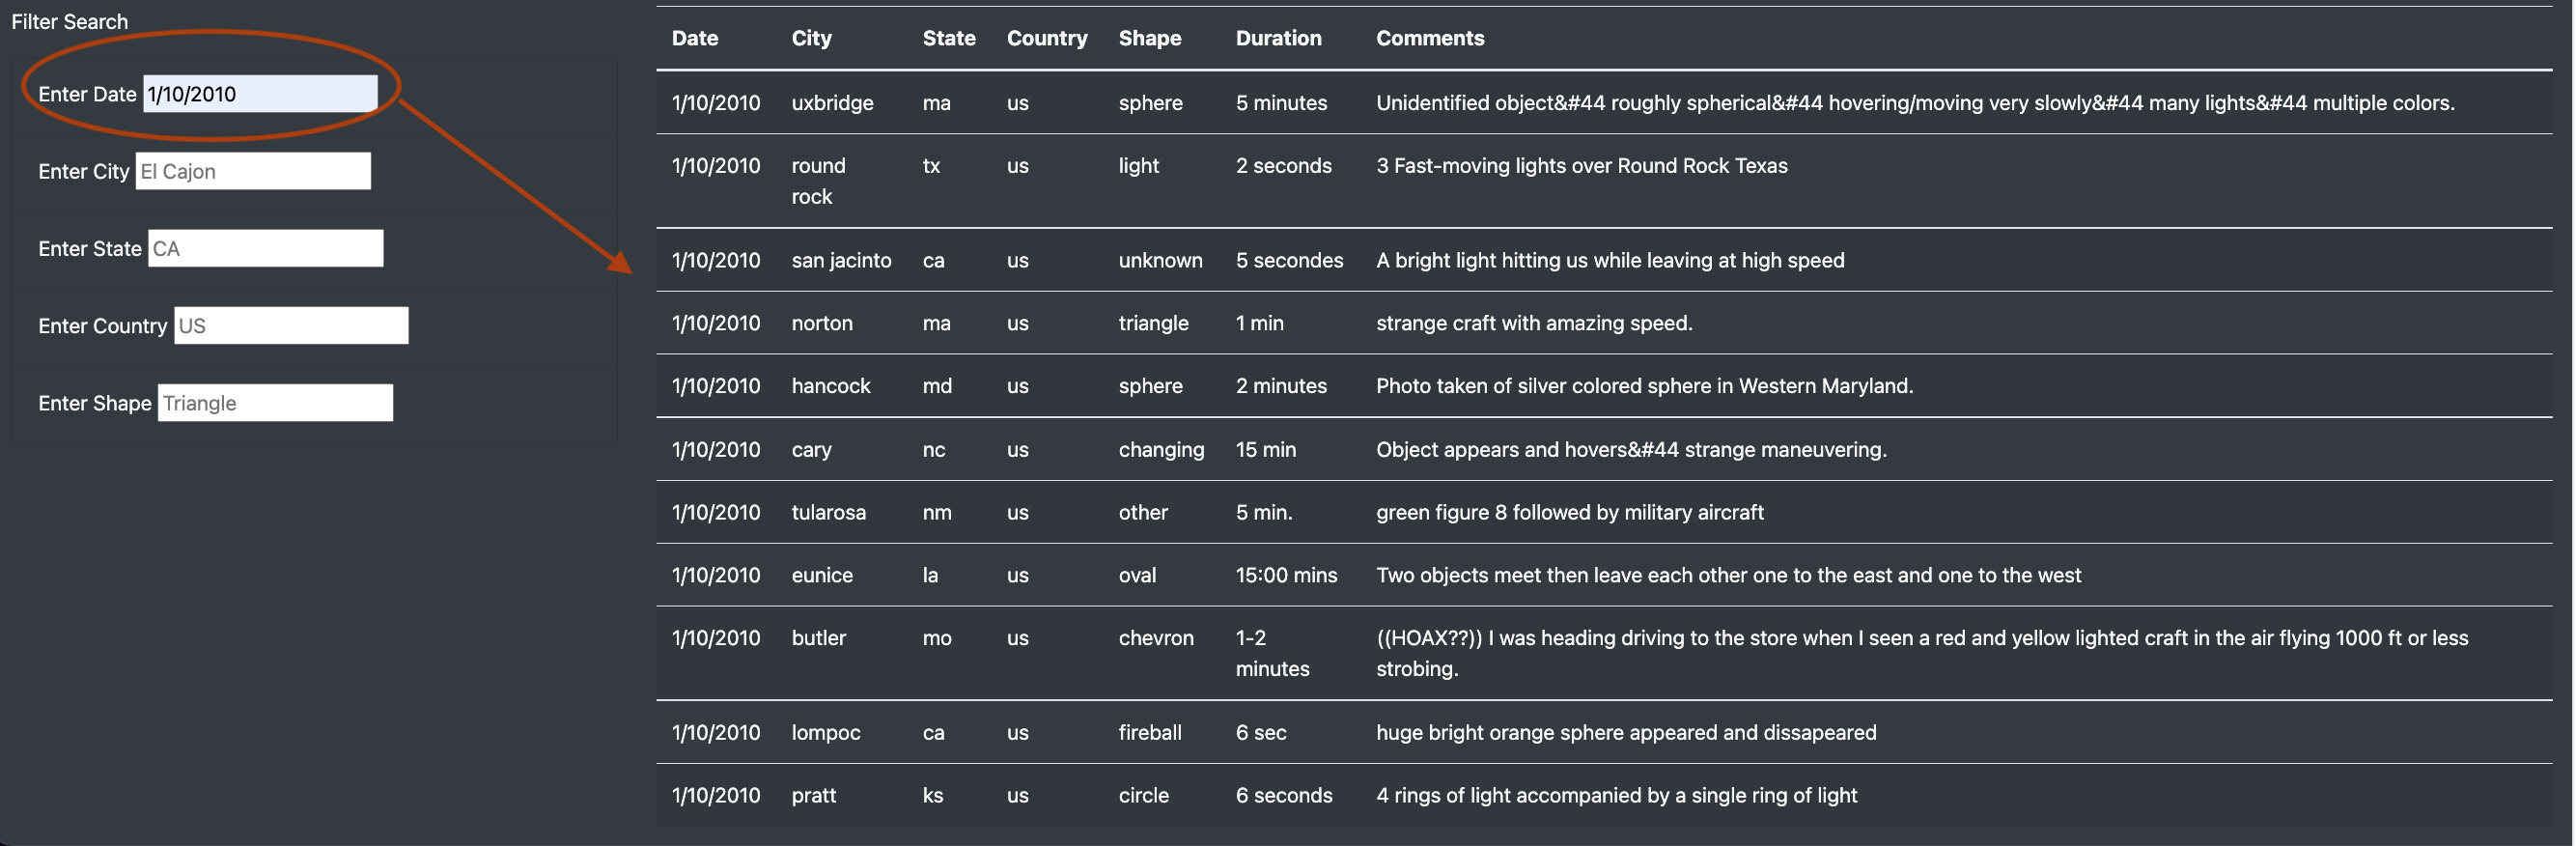 Filter Search
Enter Date 1/10/2010
Enter City El Cajon
Enter State CA
Enter Country US
Enter Shape Triangle
Date City State Country Shape Duration Comments
1/10/2010 uxbridge ma us sphere 5 minutes Unidentified object&#44 roughly spherical&#44 hovering/moving very slowly&#44 many lights&#44 multiple colors.
1/10/2010 round tx us light 2 seconds 3 Fast-moving lights over Round Rock Texas
rock
1/10/2010 san jacinto ca us unknown 5 secondes A bright light hitting us while leaving at high speed
1/10/2010 norton ma us triangle 1 min strange craft with amazing speed.
1/10/2010 hancock md us sphere 2 minutes Photo taken of silver colored sphere in Western Maryland.
1/10/2010 cary nc us changing 15 min Object appears and hovers&#44 strange maneuvering.
1/10/2010 tularosa nm us other 5 min. green figure 8 followed by military aircraft
1/10/2010 eunice la us oval 15:00 mins Two objects meet then leave each other one to the east and one to the west
1/10/2010 butler mo us chevron 1-2 ((HOAX??)) I was heading driving to the store when I seen a red and yellow lighted craft in the air flying 1000 ft or less
minutes strobing.
1/10/2010 lompoc ca us fireball 6 sec huge bright orange sphere appeared and dissapeared
1/10/2010 pratt ks us circle 6 seconds 4 rings of light accompanied by a single ring of light